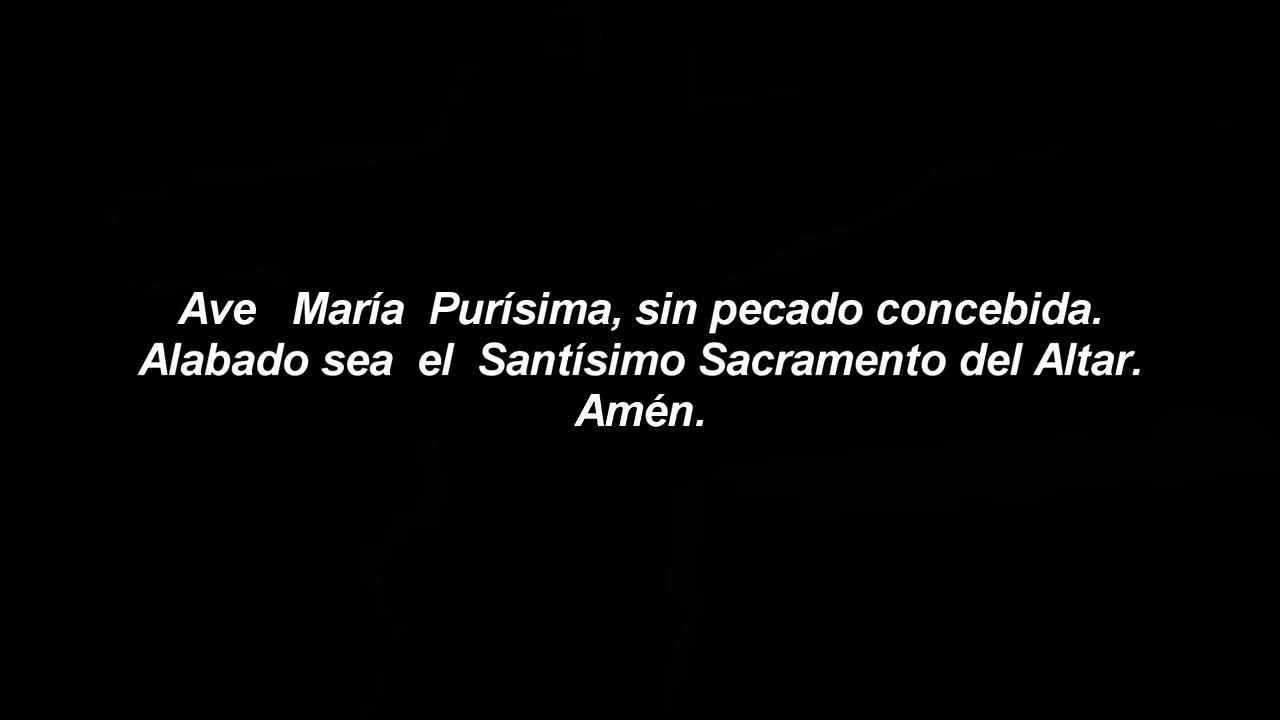 Ave María Purísima, sin pecado concebida.
Alabado sea el Santísimo Sacramento del Altar.
Amén.